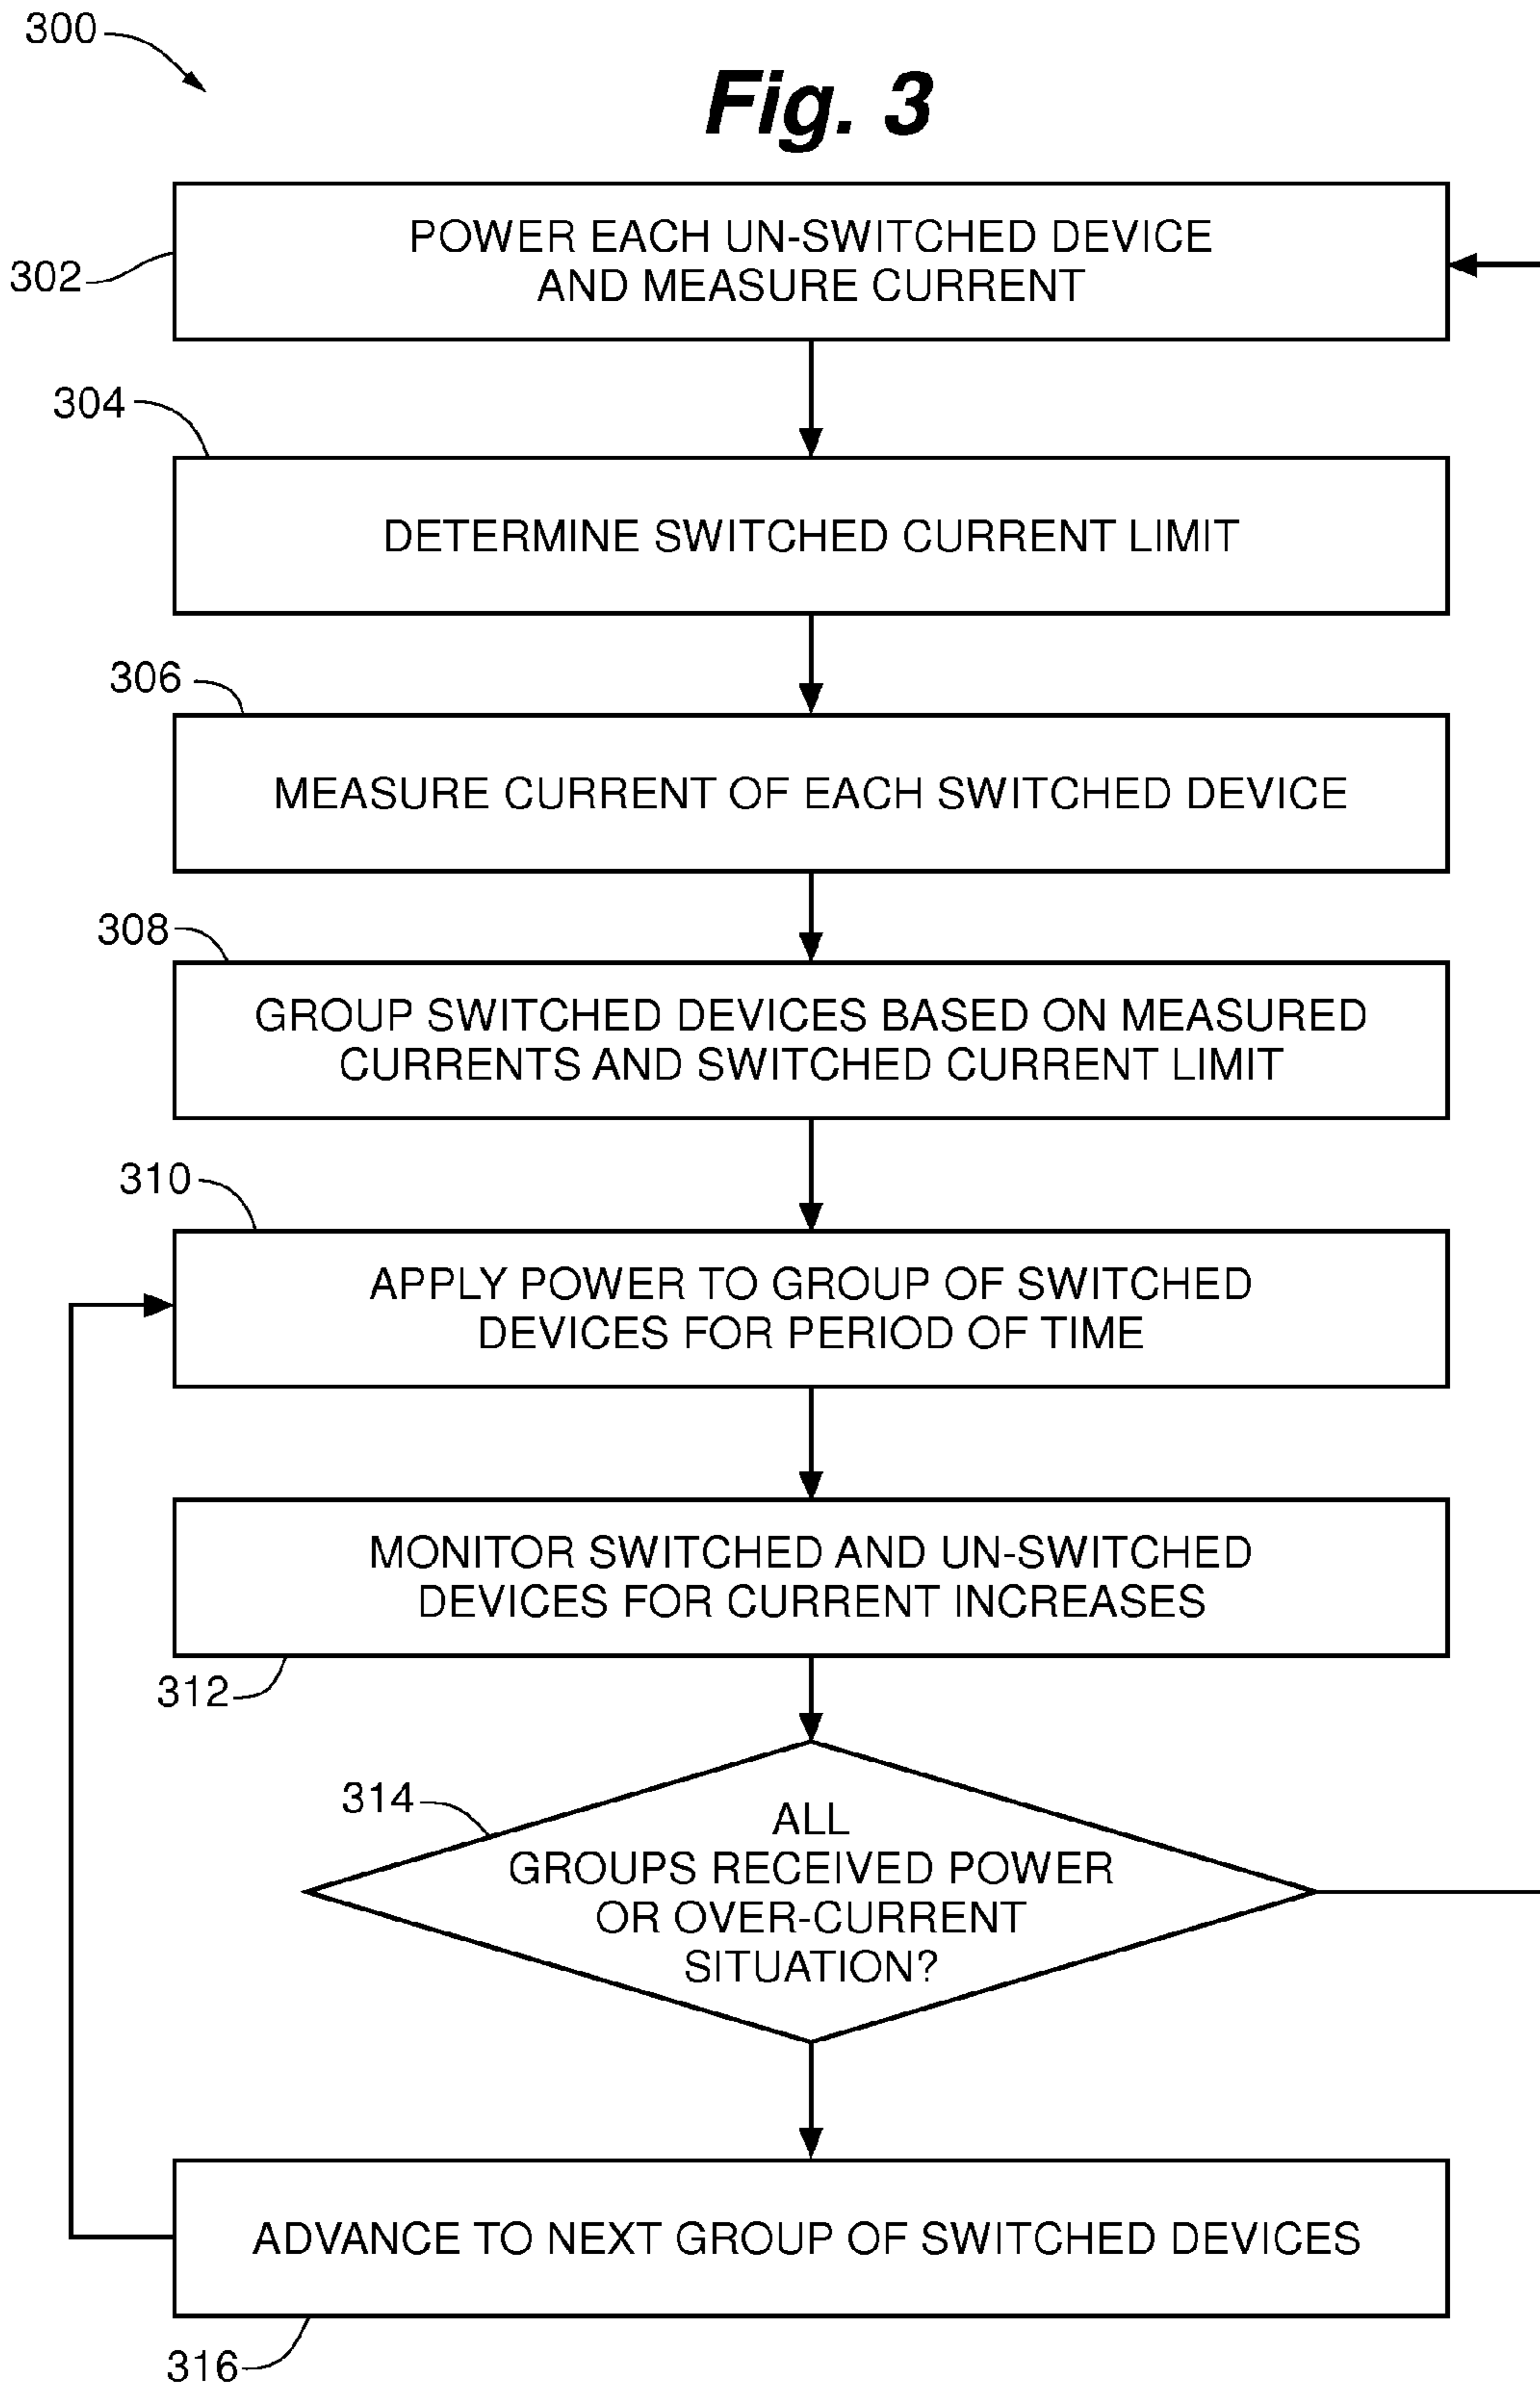 300
Fig. 3
POWER EACH UN-SWITCHED DEVICE
AND MEASURE CURRENT
302
304
DETERMINE SWITCHED CURRENT LIMIT
306
MEASURE CURRENT OF EACH SWITCHED DEVICE
308
GROUP SWITCHED DEVICES BASED ON MEASURED
CURRENTS AND SWITCHED CURRENT LIMIT
310
APPLY POWER TO GROUP OF SWITCHED
DEVICES FOR PERIOD OF TIME
MONITOR SWITCHED AND UN-SWITCHED
DEVICES FOR CURRENT INCREASES
312
314
ALL
GROUPS RECEIVED POWER
OR OVER-CURRENT
SITUATION?
ADVANCE TO NEXT GROUP OF SWITCHED DEVICES
316